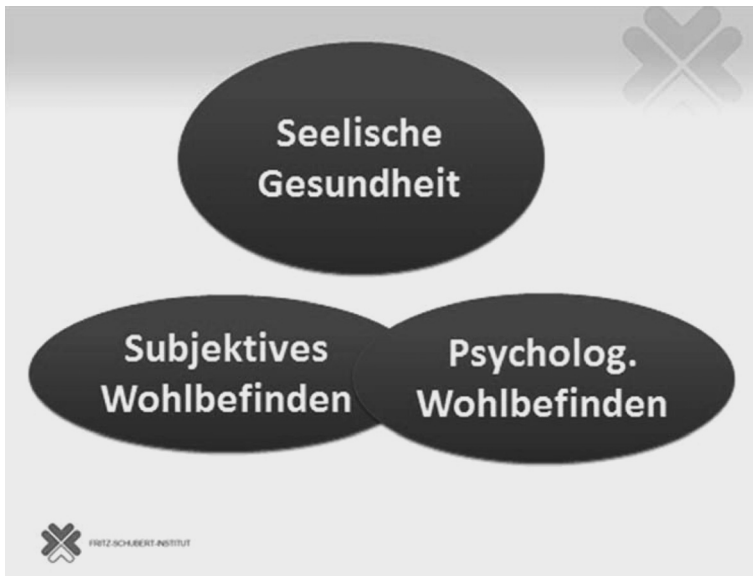 Seelische
Gesundheit
Subjektives
Wohlbefinden
Psycholog.
Wohlbefinden
FRITZ-SCHUBERT-INSTITUT